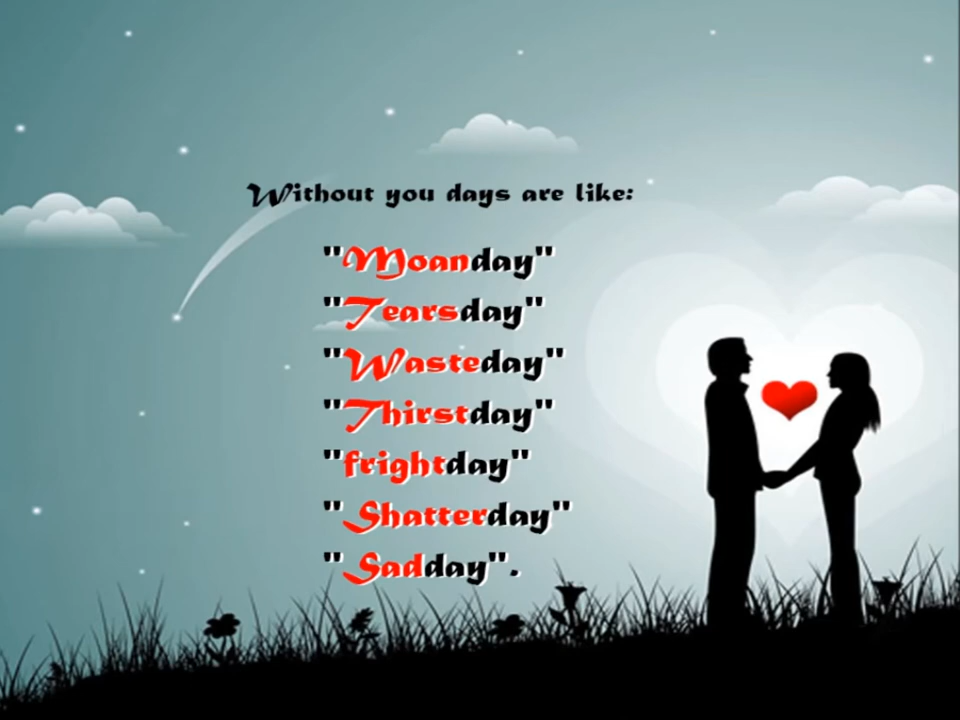 Without you days are like:
"Moanday"
"Tearsday"
"Wasteday"
"Thirstday"
"frightday"
"Shatterday"
"Sadday".